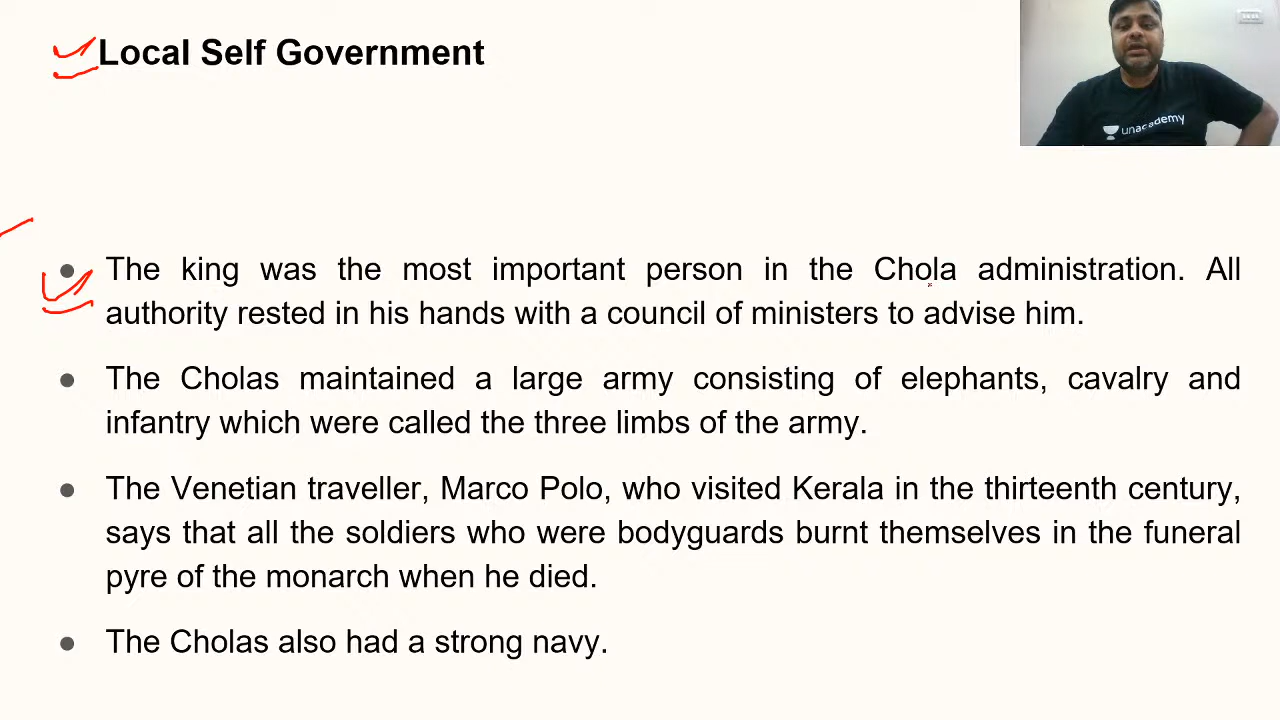 Local Self Government
unacademy
● The king was the most important person in the Chola administration. All
authority rested in his hands with a council of ministers to advise him.
● The Cholas maintained a large army consisting of elephants, cavalry and
infantry which were called the three limbs of the army.
● The Venetian traveller, Marco Polo, who visited Kerala in the thirteenth century,
says that all the soldiers who were bodyguards burnt themselves in the funeral
pyre of the monarch when he died.
● The Cholas also had a strong navy.